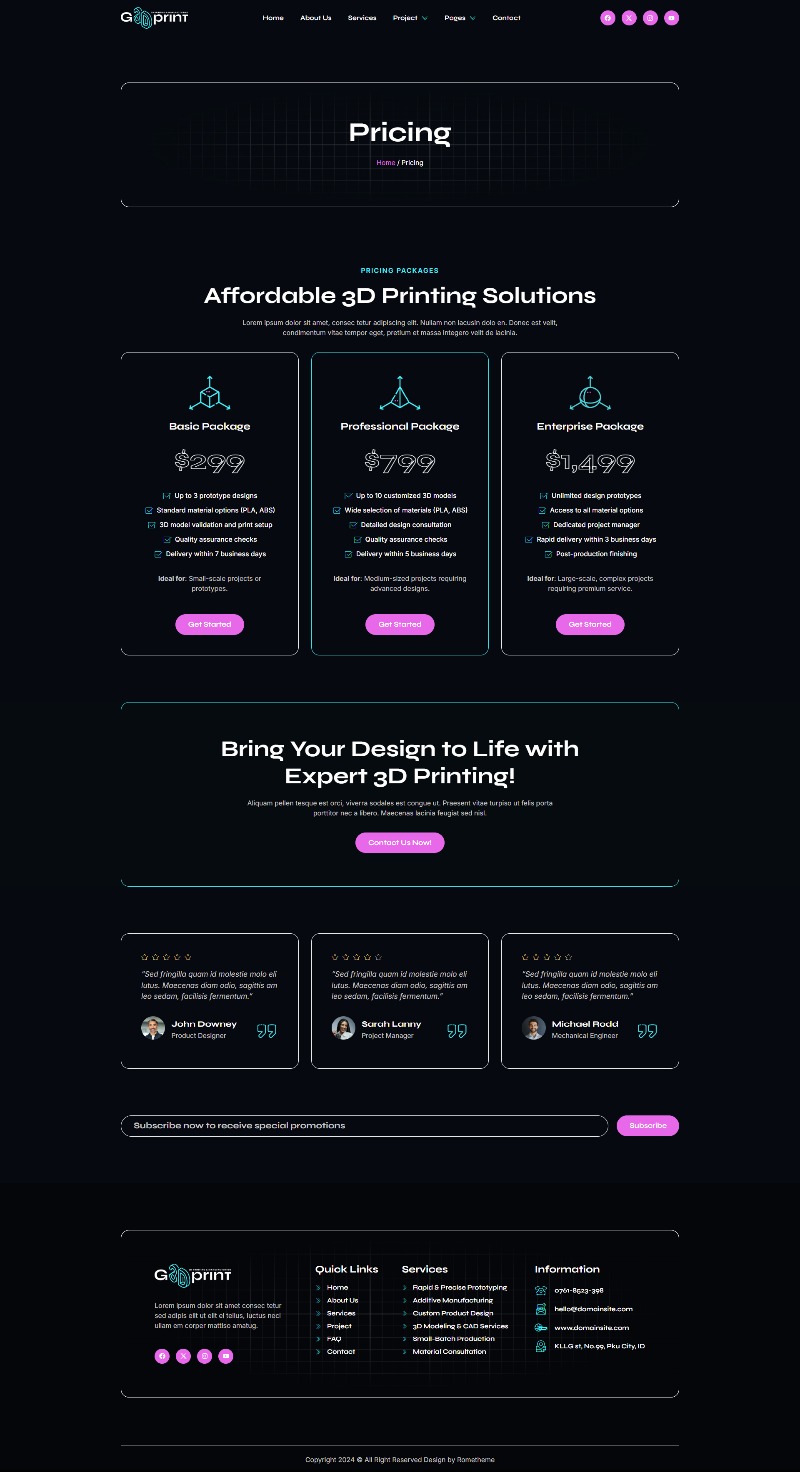 G3Dprint
Home
About Us
Services
Project
Pages
Contact
Pricing
Home / Pricing
PRICING PACKAGES
Affordable 3D Printing Solutions
Lorem ipsum dolor sit amet, consec tetur adipiscing elit. Nullam non lacusin dolo en. Donec est velit,
condimentum vitae tempor eget, pretium et massa integero velit de lacinia.
Basic Package
$299
Up to 3 prototype designs
Standard material options (PLA, ABS)
3D model validation and print setup
Quality assurance checks
Delivery within 7 business days
Ideal for: Small-scale projects or
prototypes.
Get Started
Professional Package
$799
Up to 10 customized 3D models
Wide selection of materials (PLA, ABS)
Detailed design consultation
Quality assurance checks
Delivery within 5 business days
Ideal for: Medium-sized projects requiring
advanced designs.
Get Started
Enterprise Package
$1,499
Unlimited design prototypes
Access to all material options
Dedicated project manager
Rapid delivery within 3 business days
Post-production finishing
Ideal for: Large-scale, complex projects
requiring premium service.
Get Started
Bring Your Design to Life with
Expert 3D Printing!
Aliquam pellen tesque est orci, viverra sodales est congue ut. Praesent vitae turpiso ut felis porta
porttitor nec a libero. Maecenas lacinia feugiat sed nisl.
Contact Us Now!
"Sed fringilla quam id molestie molo eli
lutus. Maecenas diam odio, sagittis am
leo sedam, facilisis fermentum."
John Downey
Product Designer
"Sed fringilla quam id molestie molo eli
lutus. Maecenas diam odio, sagittis am
leo sedam, facilisis fermentum."
Sarah Lanny
Project Manager
"Sed fringilla quam id molestie molo eli
lutus. Maecenas diam odio, sagittis am
leo sedam, facilisis fermentum."
Michael Rodd
Mechanical Engineer
Subscribe now to receive special promotions
Subscribe
G3Dprint
Lorem ipsum dolor sit amet consec tetur
sed adipis elit ut elit el tellus, luctus neci
ullam em corper mattiso amatug.
Quick Links
Home
About Us
Services
Project
FAQ
Contact
Services
Rapid & Precise Prototyping
Additive Manufacturing
Custom Product Design
3D Modeling & CAD Services
Small-Batch Production
Material Consultation
Information
0761-8523-398
hello@domainsite.com
www.domainsite.com
KLLG st, No.99, Pku City, ID
Copyright 2024 © All Right Reserved Design by Rometheme